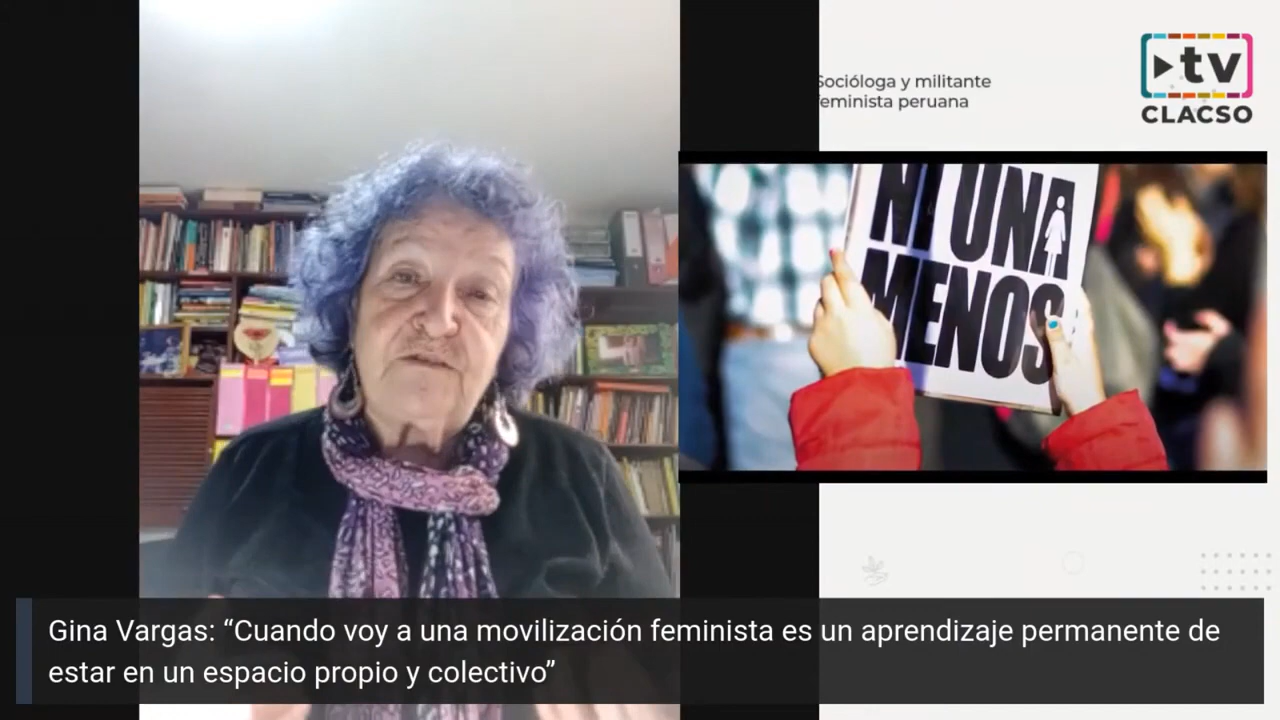 Socióloga y militante
feminista peruana
tv
CLACSO
NI UNA
MENOS
Gina Vargas: “Cuando voy a una movilización feminista es un aprendizaje permanente de
estar en un espacio propio y colectivo”